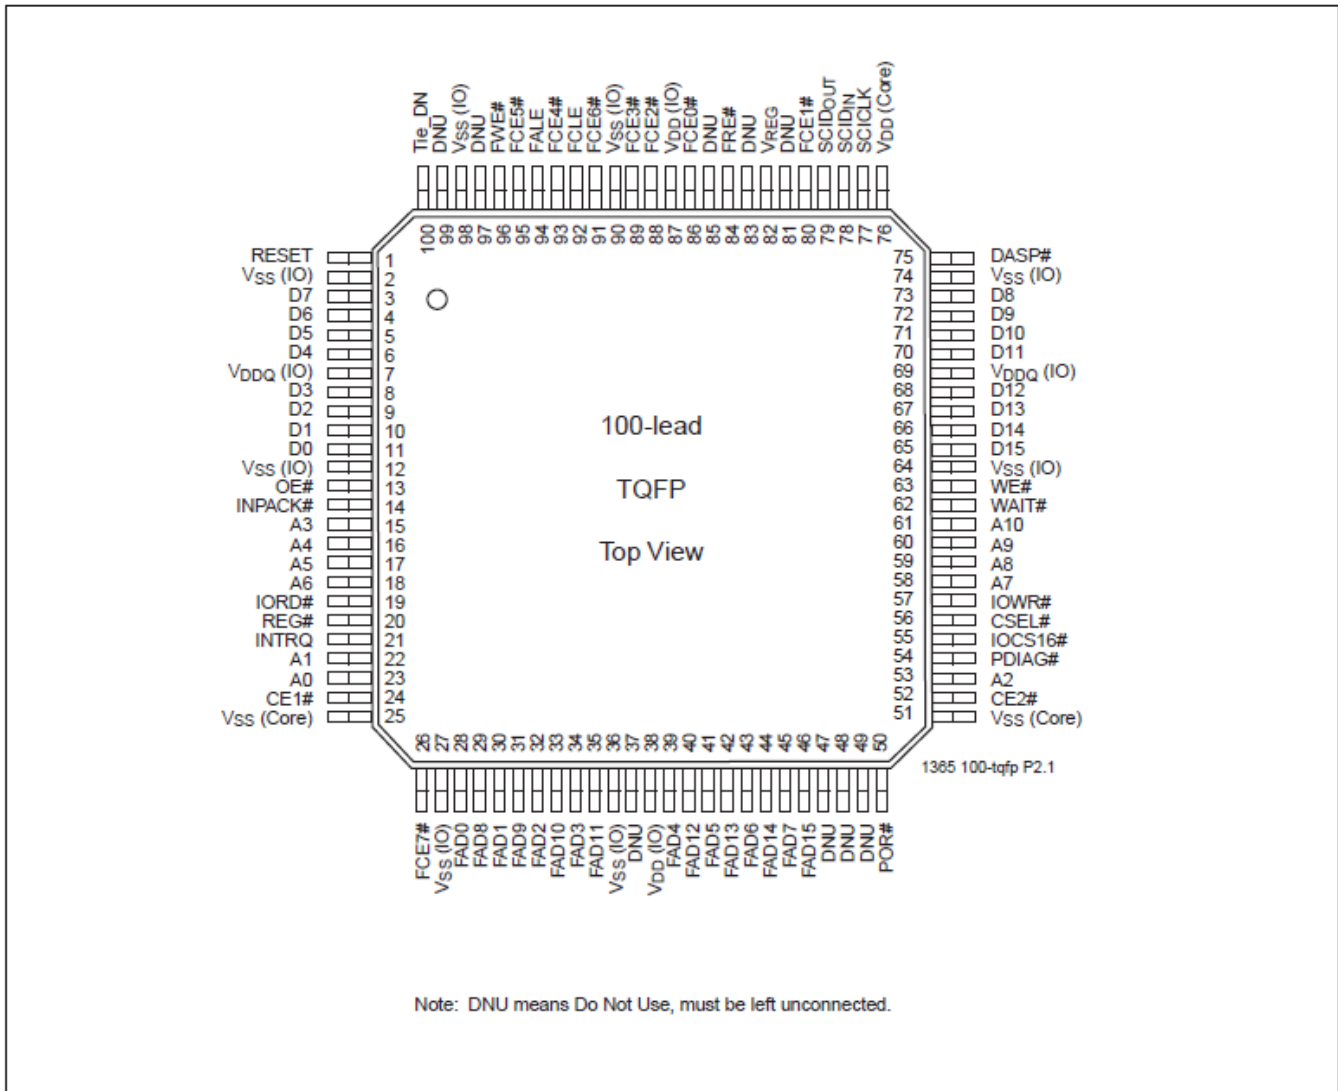 Tie_DN
DNU
VSS (IO)
DNU
FWE#
FCE5#
FALE
FCE4#
FCLE
FCE6#
VSS (IO)
FCE3#
FCE2#
VDD (IO)
FCE0#
DNU
FRE#
DNU
VREG
DNU
FCE1#
SCIDOUT
SCIDIN
SCICLK
VDD (Core)
100 99 98 97 96 95 94 93 92 91 90 89 88 87 86 85 84 83 82 81 80 79 78 77 76
RESET 1
VSS (IO) 2
D7 3
D6 4
D5 5
D4 6
VDDQ (IO) 7
D3 8
D2 9
D1 10
D0 11
VSS (IO) 12
OE# 13
INPACK# 14
A3 15
A4 16
A5 17
A6 18
IORD# 19
REG# 20
INTRQ 21
A1 22
A0 23
CE1# 24
VSS (Core) 25
100-lead
TQFP
Top View
75 DASP#
74 VSS (IO)
73 D8
72 D9
71 D10
70 D11
69 VDDQ (IO)
68 D12
67 D13
66 D14
65 D15
64 VSS (IO)
63 WE#
62 WAIT#
61 A10
60 A9
59 A8
58 A7
57 IOWR#
56 CSEL#
55 IOCS16#
54 PDIAG#
53 A2
52 CE2#
51 VSS (Core)
26 27 28 29 30 31 32 33 34 35 36 37 38 39 40 41 42 43 44 45 46 47 48 49 50
FCE7#
VSS (IO)
FAD0
FAD8
FAD1
FAD9
FAD2
FAD10
FAD3
FAD11
VSS (IO)
DNU
VDD (IO)
FAD4
FAD12
FAD5
FAD13
FAD6
FAD14
FAD7
FAD15
DNU
DNU
DNU
POR#
1365 100-tqfp P2.1
Note: DNU means Do Not Use, must be left unconnected.